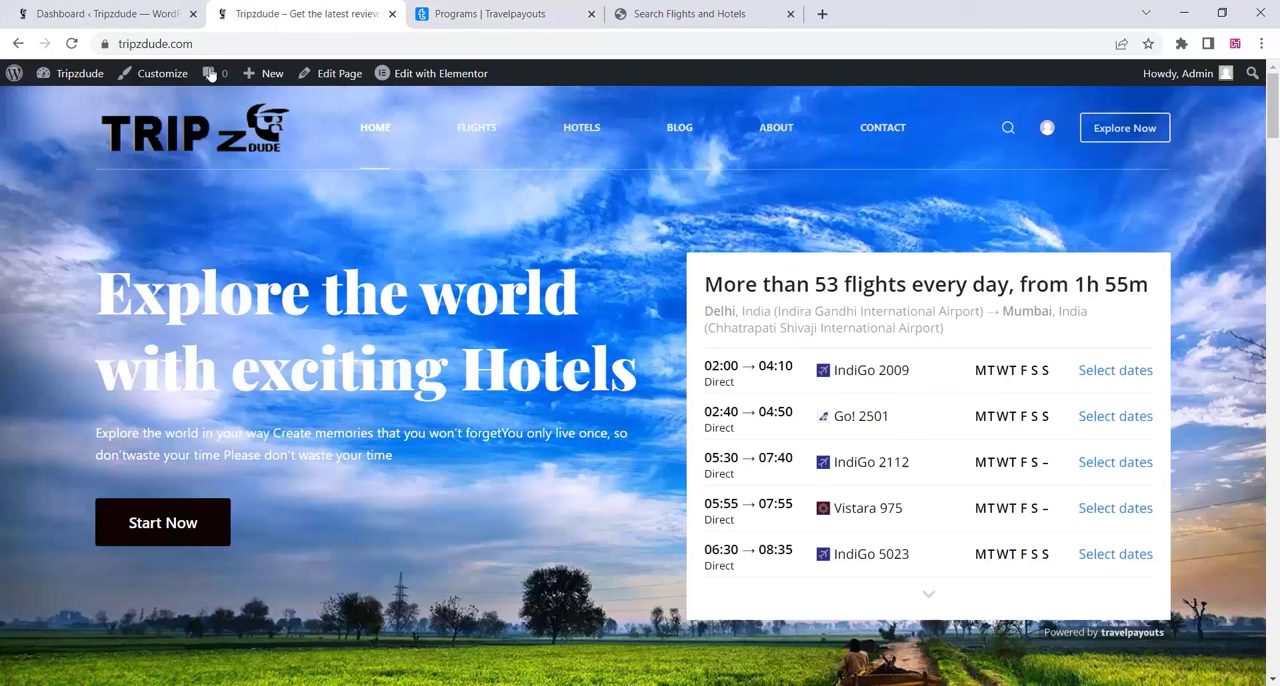 Dashboard ‹ Tripzdude — WordP
Tripzdude – Get the latest review
Programs | Travelpayouts
Search Flights and Hotels
tripzdude.com
Tripzdude
Customize
0
New
Edit Page
Edit with Elementor
Howdy, Admin
TRIPZ DUDE
HOME
FLIGHTS
HOTELS
BLOG
ABOUT
CONTACT
Explore Now
Explore the world
with exciting Hotels
Explore the world in your way Create memories that you won't forgetYou only live once, so
don'twaste your time Please don't waste your time
Start Now
More than 53 flights every day, from 1h 55m
Delhi, India (Indira Gandhi International Airport) → Mumbai, India
(Chhatrapati Shivaji International Airport)
02:00 → 04:10 IndiGo 2009 M T W T F S S Select dates
Direct
02:40 → 04:50 Go! 2501 M T W T F S S Select dates
Direct
05:30 → 07:40 IndiGo 2112 M T W T F S – Select dates
Direct
05:55 → 07:55 Vistara 975 M T W T F S – Select dates
Direct
06:30 → 08:35 IndiGo 5023 M T W T F S S Select dates
Direct
Powered by travelpayouts